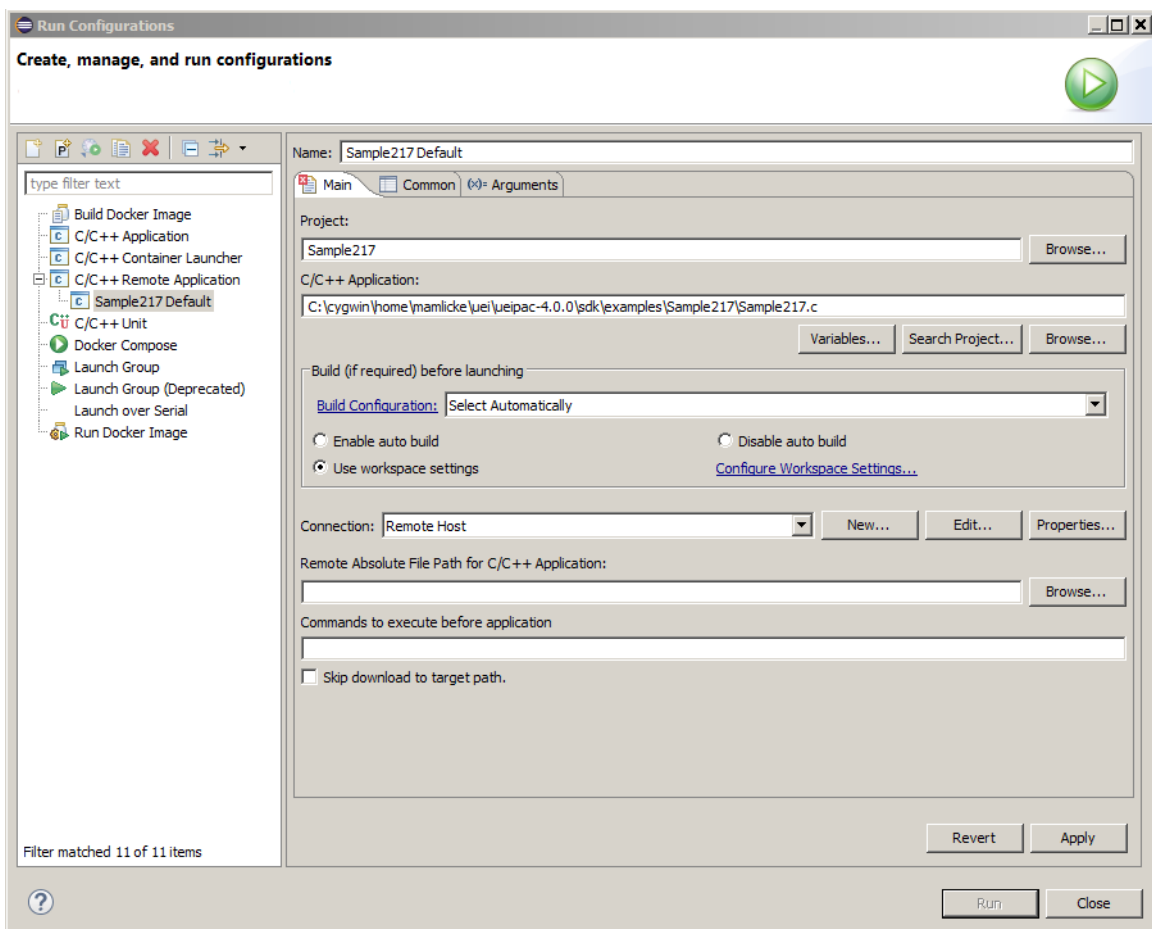 Run Configurations
Create, manage, and run configurations
type filter text
Build Docker Image
C/C++ Application
C/C++ Container Launcher
C/C++ Remote Application
Sample217 Default
C/C++ Unit
Docker Compose
Launch Group
Launch Group (Deprecated)
Launch over Serial
Run Docker Image
Filter matched 11 of 11 items
Name: Sample217 Default
Main Common (x)= Arguments
Project:
Sample217 Browse...
C/C++ Application:
C:\cygwin\home\mamlicke\uei\ueipac-4.0.0\sdk\examples\Sample217\Sample217.c
Variables... Search Project... Browse...
Build (if required) before launching
Build Configuration: Select Automatically
Enable auto build Disable auto build
Use workspace settings Configure Workspace Settings...
Connection: Remote Host New... Edit... Properties...
Remote Absolute File Path for C/C++ Application:
Browse...
Commands to execute before application
Skip download to target path.
Revert Apply
? Run Close